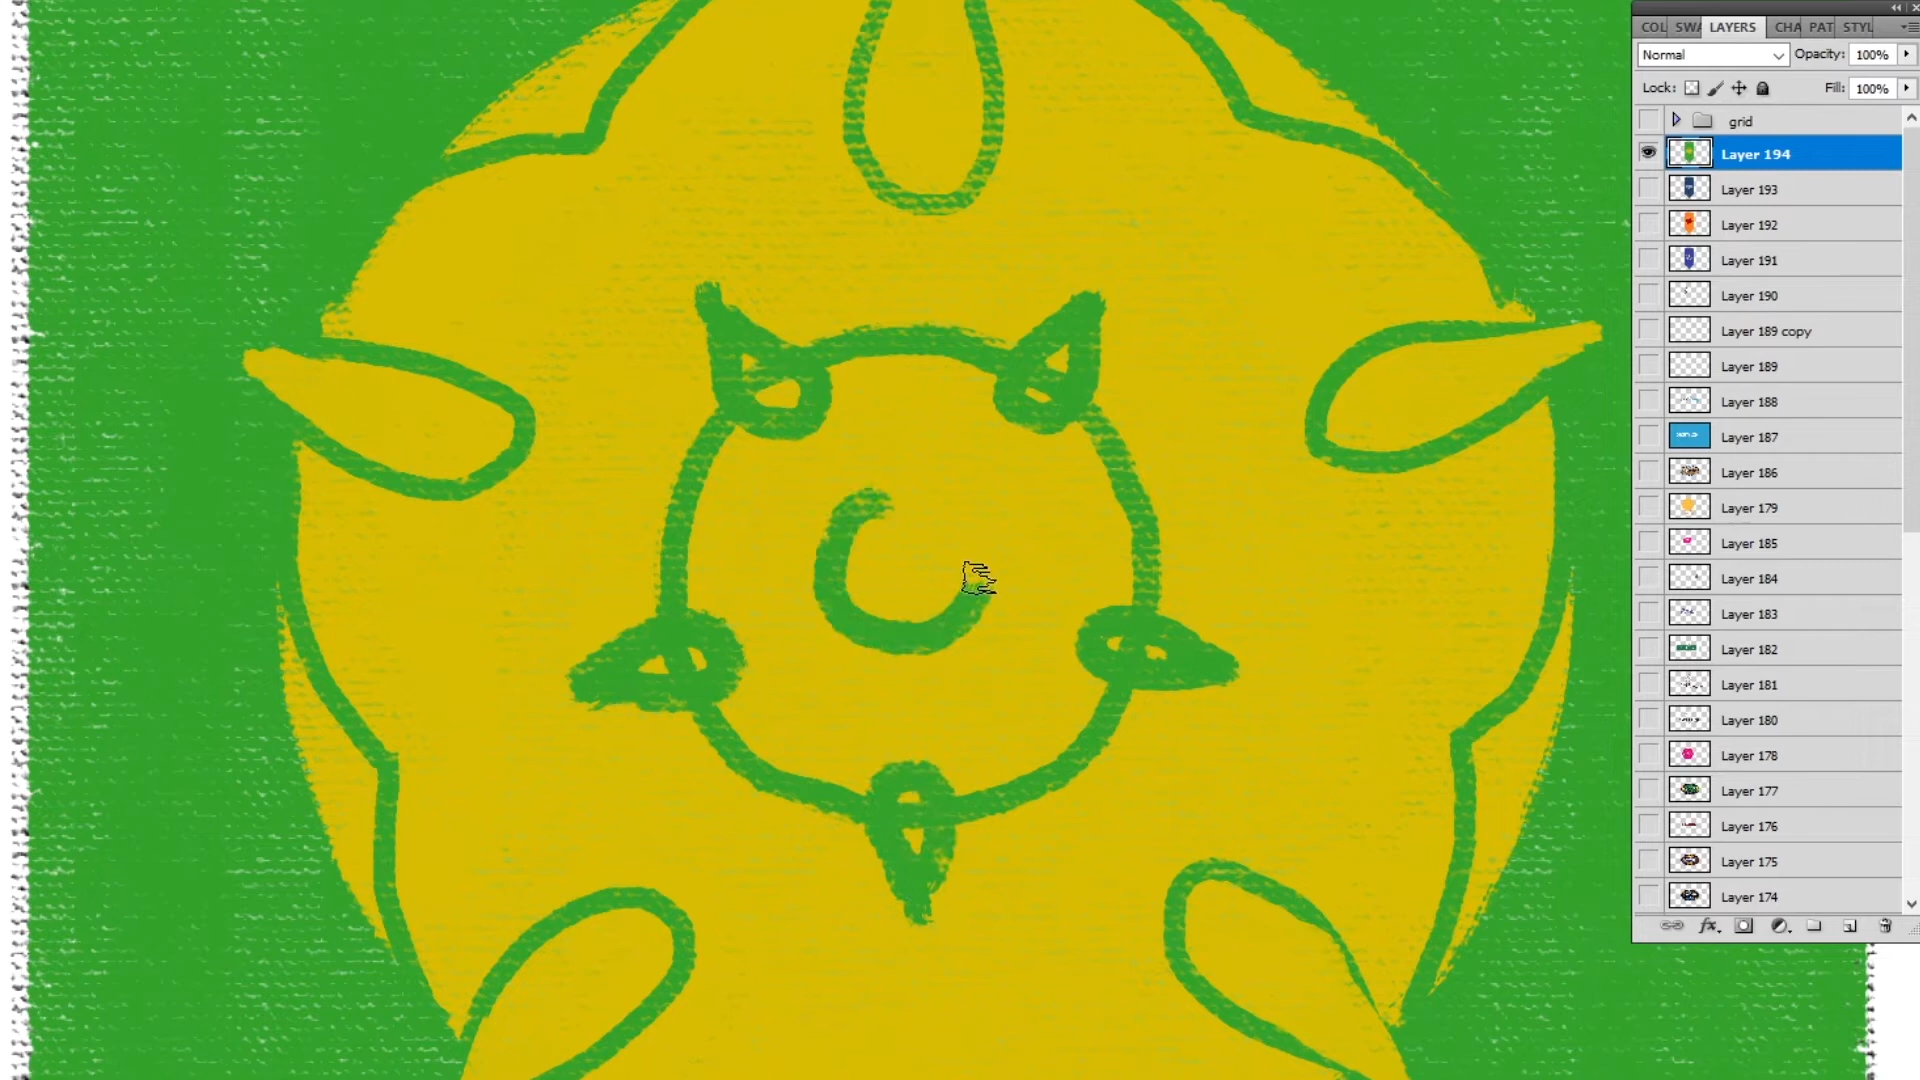 COL SWA LAYERS CHA PAT STYL
Normal Opacity: 100%
Lock: Fill: 100%
grid
Layer 194
Layer 193
Layer 192
Layer 191
Layer 190
Layer 189 copy
Layer 189
Layer 188
Layer 187
Layer 186
Layer 179
Layer 185
Layer 184
Layer 183
Layer 182
Layer 181
Layer 180
Layer 178
Layer 177
Layer 176
Layer 175
Layer 174
fx